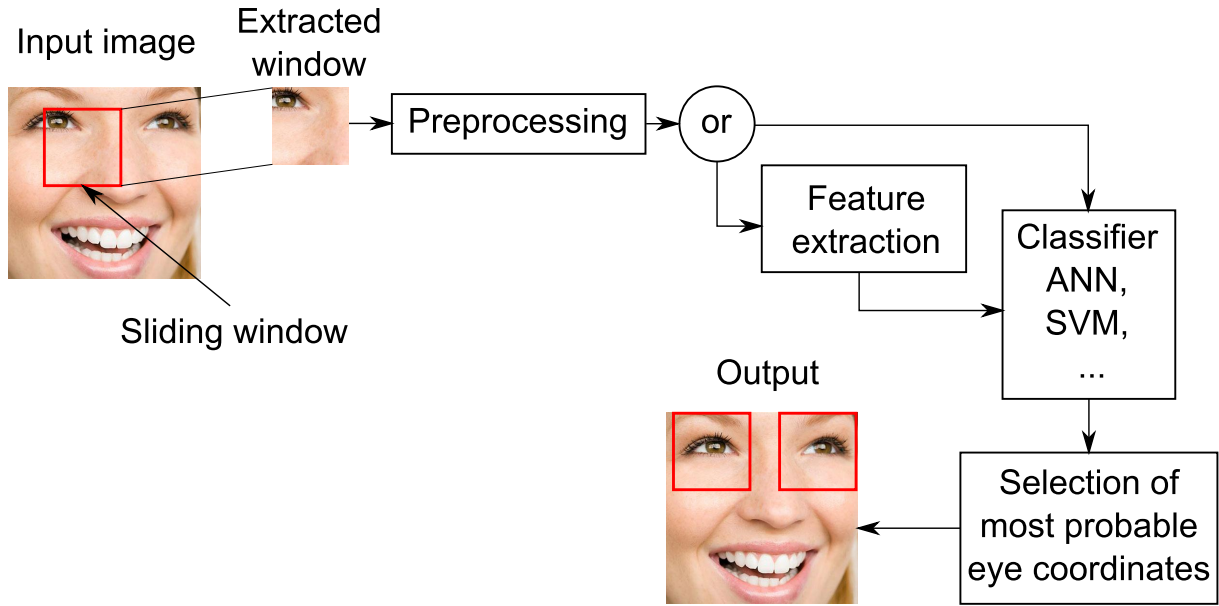 Input image
Extracted
window
Preprocessing
or
Feature
extraction
Classifier
ANN,
SVM,
...
Sliding window
Output
Selection of
most probable
eye coordinates